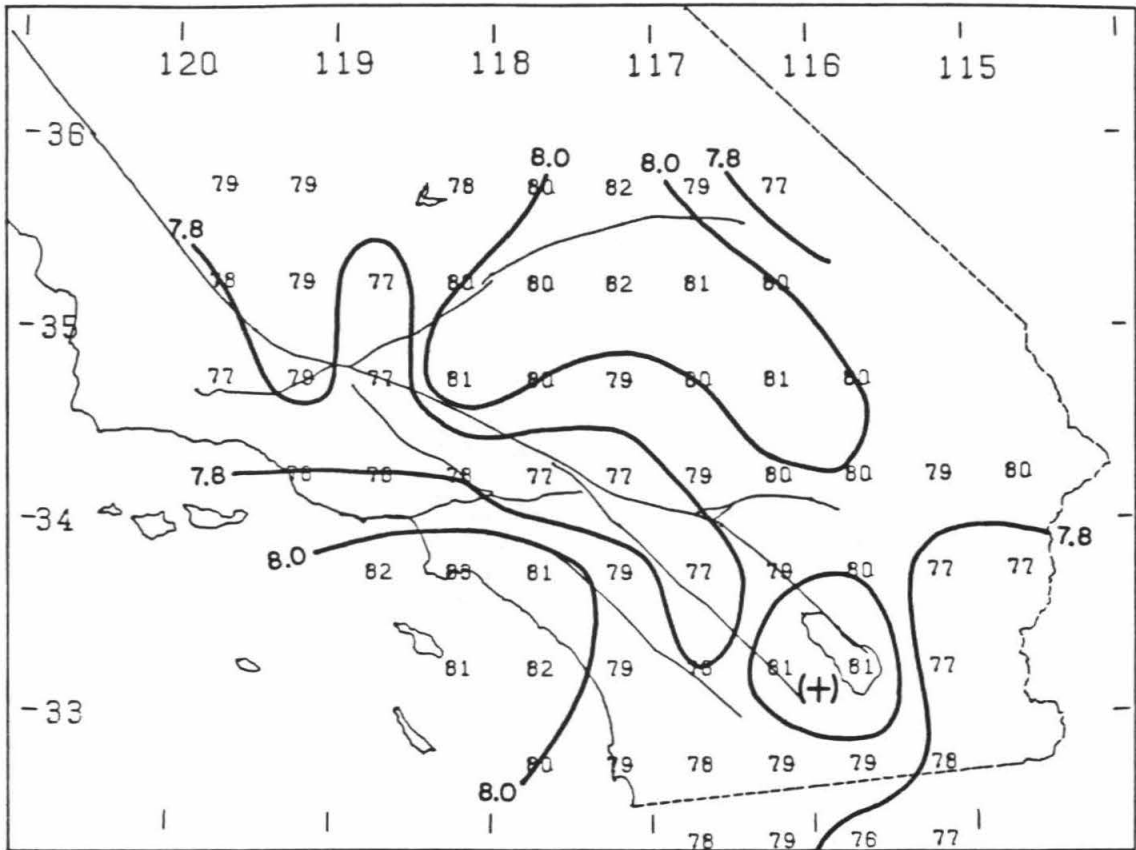 120 119 118 117 116 115
-36
8.0 8.0 7.8
79 79 78 80 82 79 77
7.8
78 79 77 80 80 82 81 80
-35
77 79 77 81 80 79 80 81 80
7.8 78 78 78 77 77 79 80 80 79 80
-34
7.8
8.0
82 83 81 79 77 79 80 77 77
81 82 79 78 81 81 77
(+)
-33
80 79 78 79 79 78
8.0
78 79 76 77